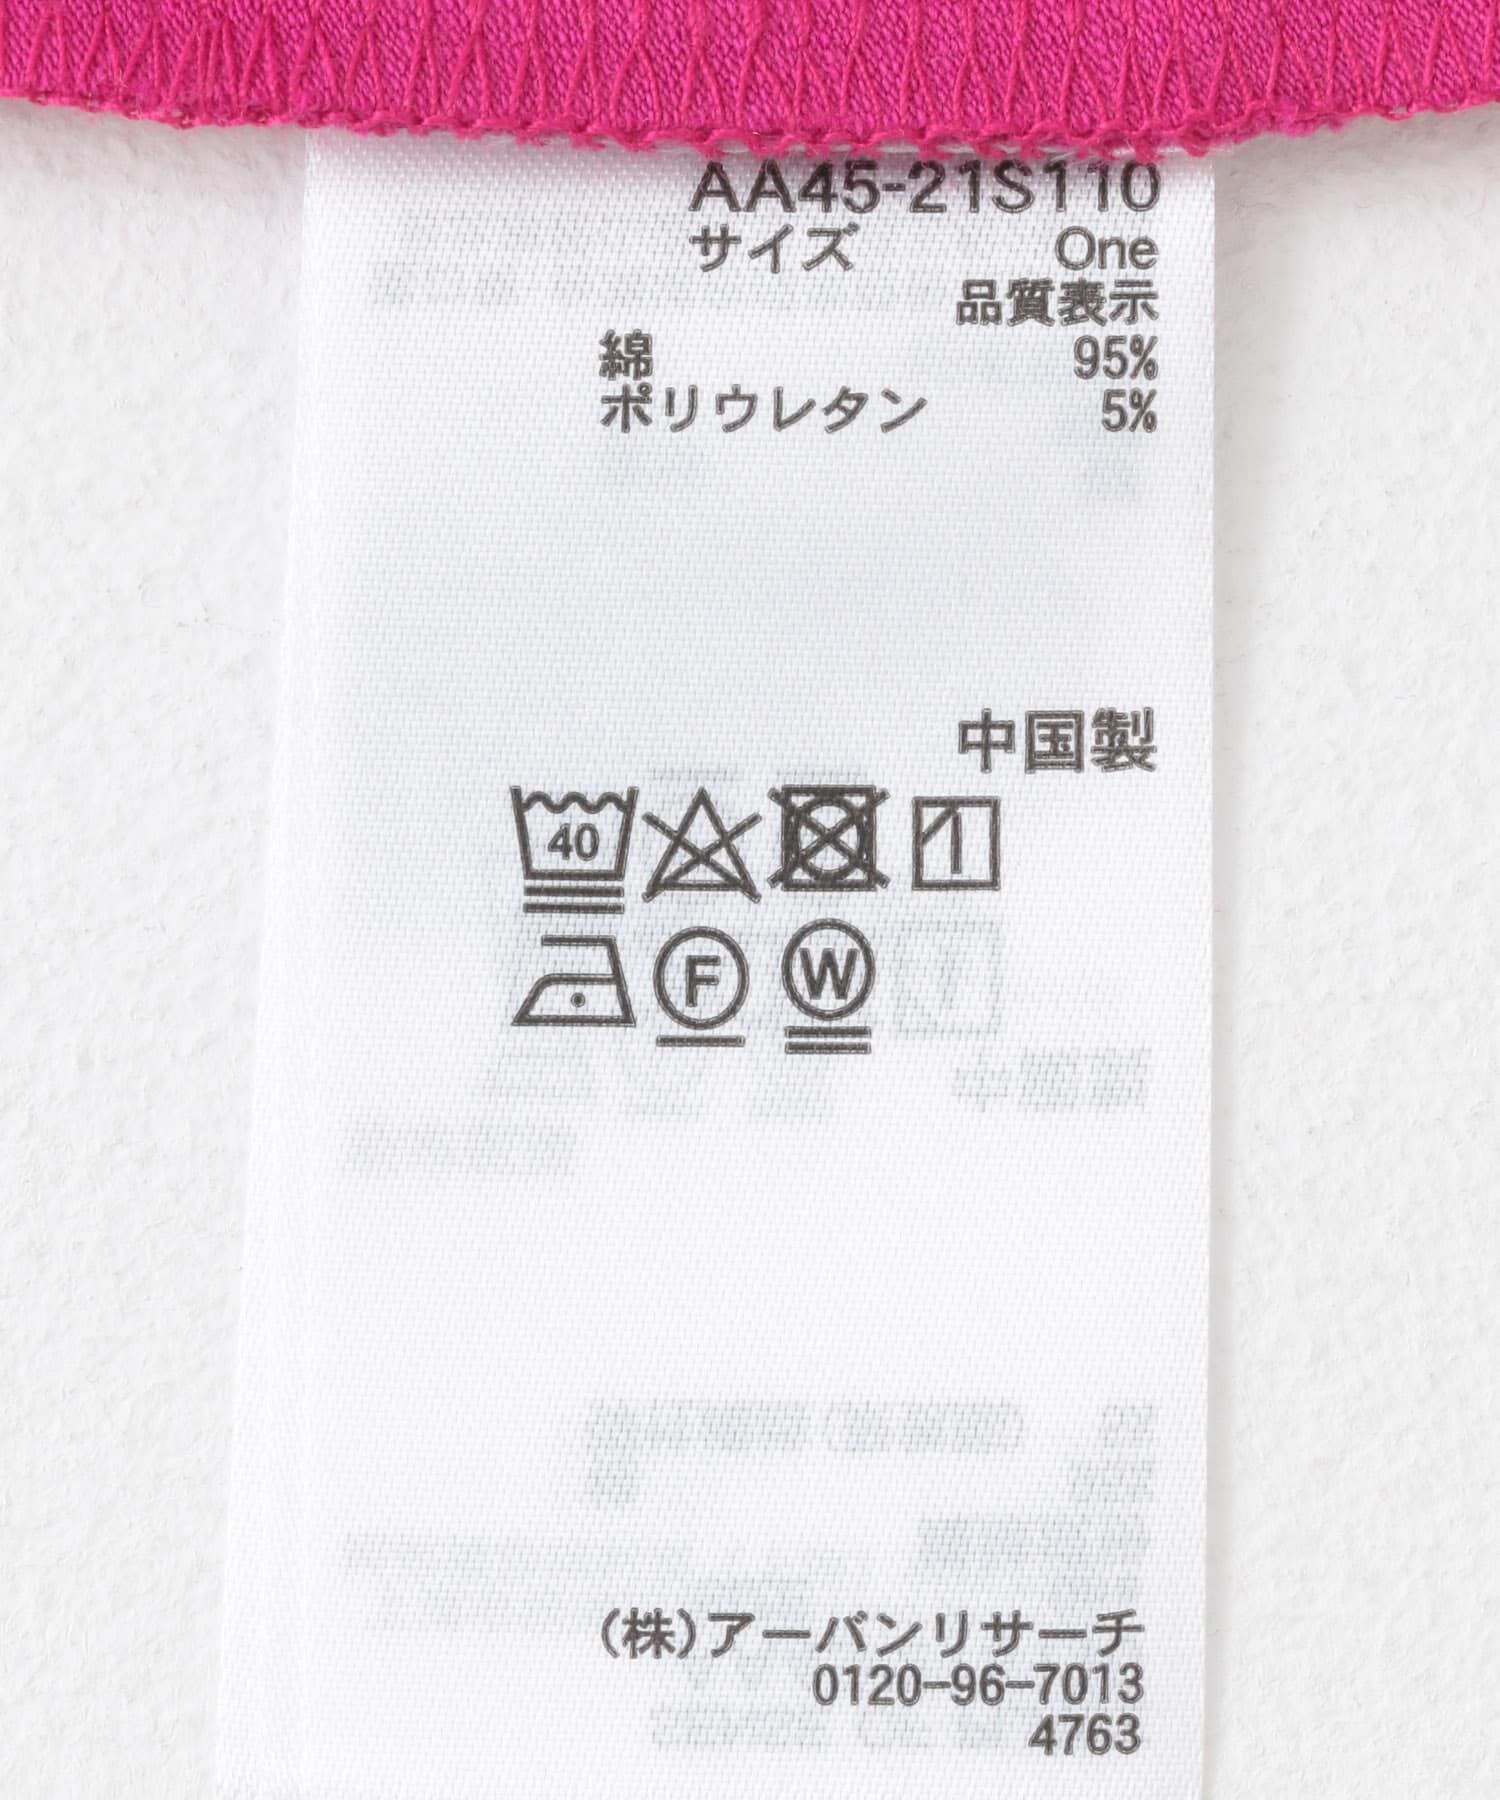 AA45-21S110
サイズ One
品質表示
綿 95%
ポリウレタン 5%
中国製
40
F W
(株)アーバンリサーチ
0120-96-7013
4763